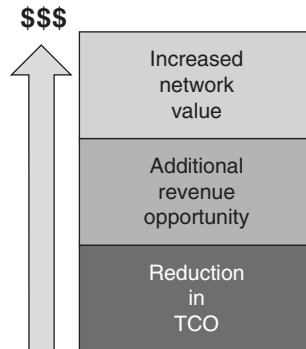 $$$
Increased
network
value
Additional
revenue
opportunity
Reduction
in
TCO